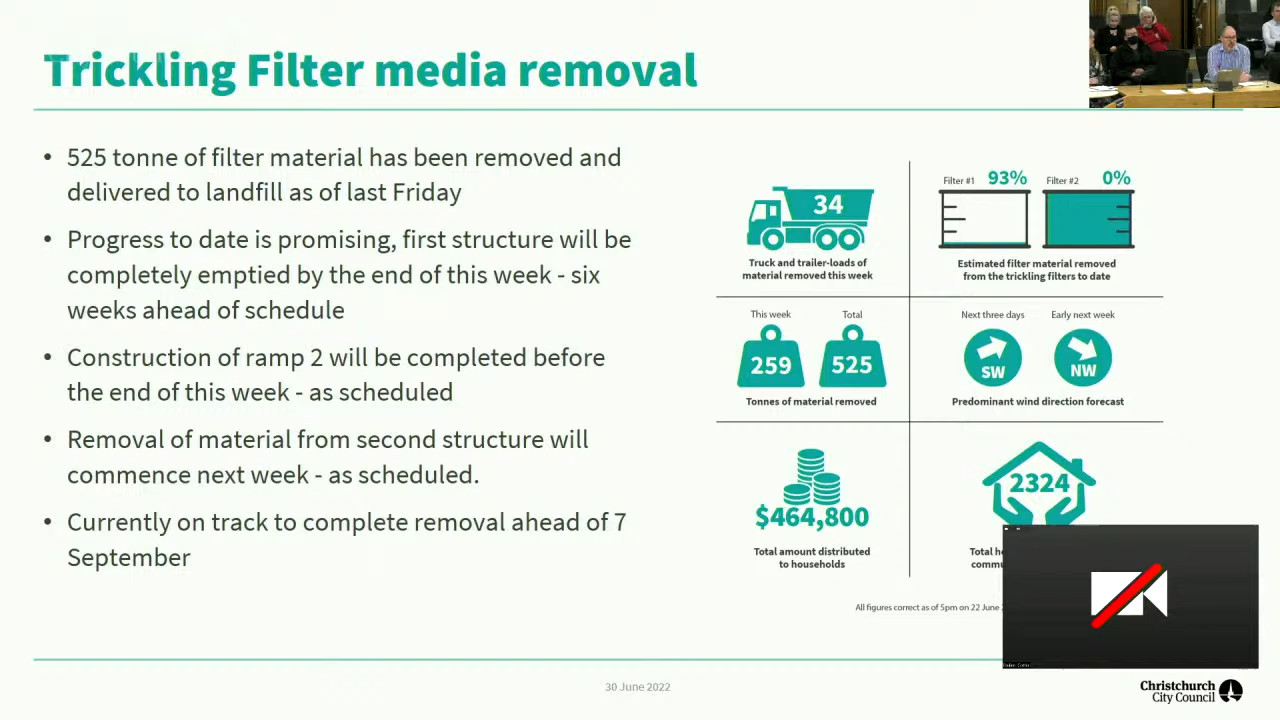 Trickling Filter media removal
• 525 tonne of filter material has been removed and
delivered to landfill as of last Friday
• Progress to date is promising, first structure will be
completely emptied by the end of this week - six
weeks ahead of schedule
• Construction of ramp 2 will be completed before
the end of this week - as scheduled
• Removal of material from second structure will
commence next week - as scheduled.
• Currently on track to complete removal ahead of 7
September
34
Truck and trailer-loads of
material removed this week
Filter #1 93% Filter #2 0%
Estimated filter material removed
from the trickling filters to date
This week Total
259 525
Tonnes of material removed
Next three days Early next week
SW NW
Predominant wind direction forecast
$464,800
Total amount distributed
to households
2324
Total
All figures correct as of 5pm on 22 June
30 June 2022
Christchurch
City Council